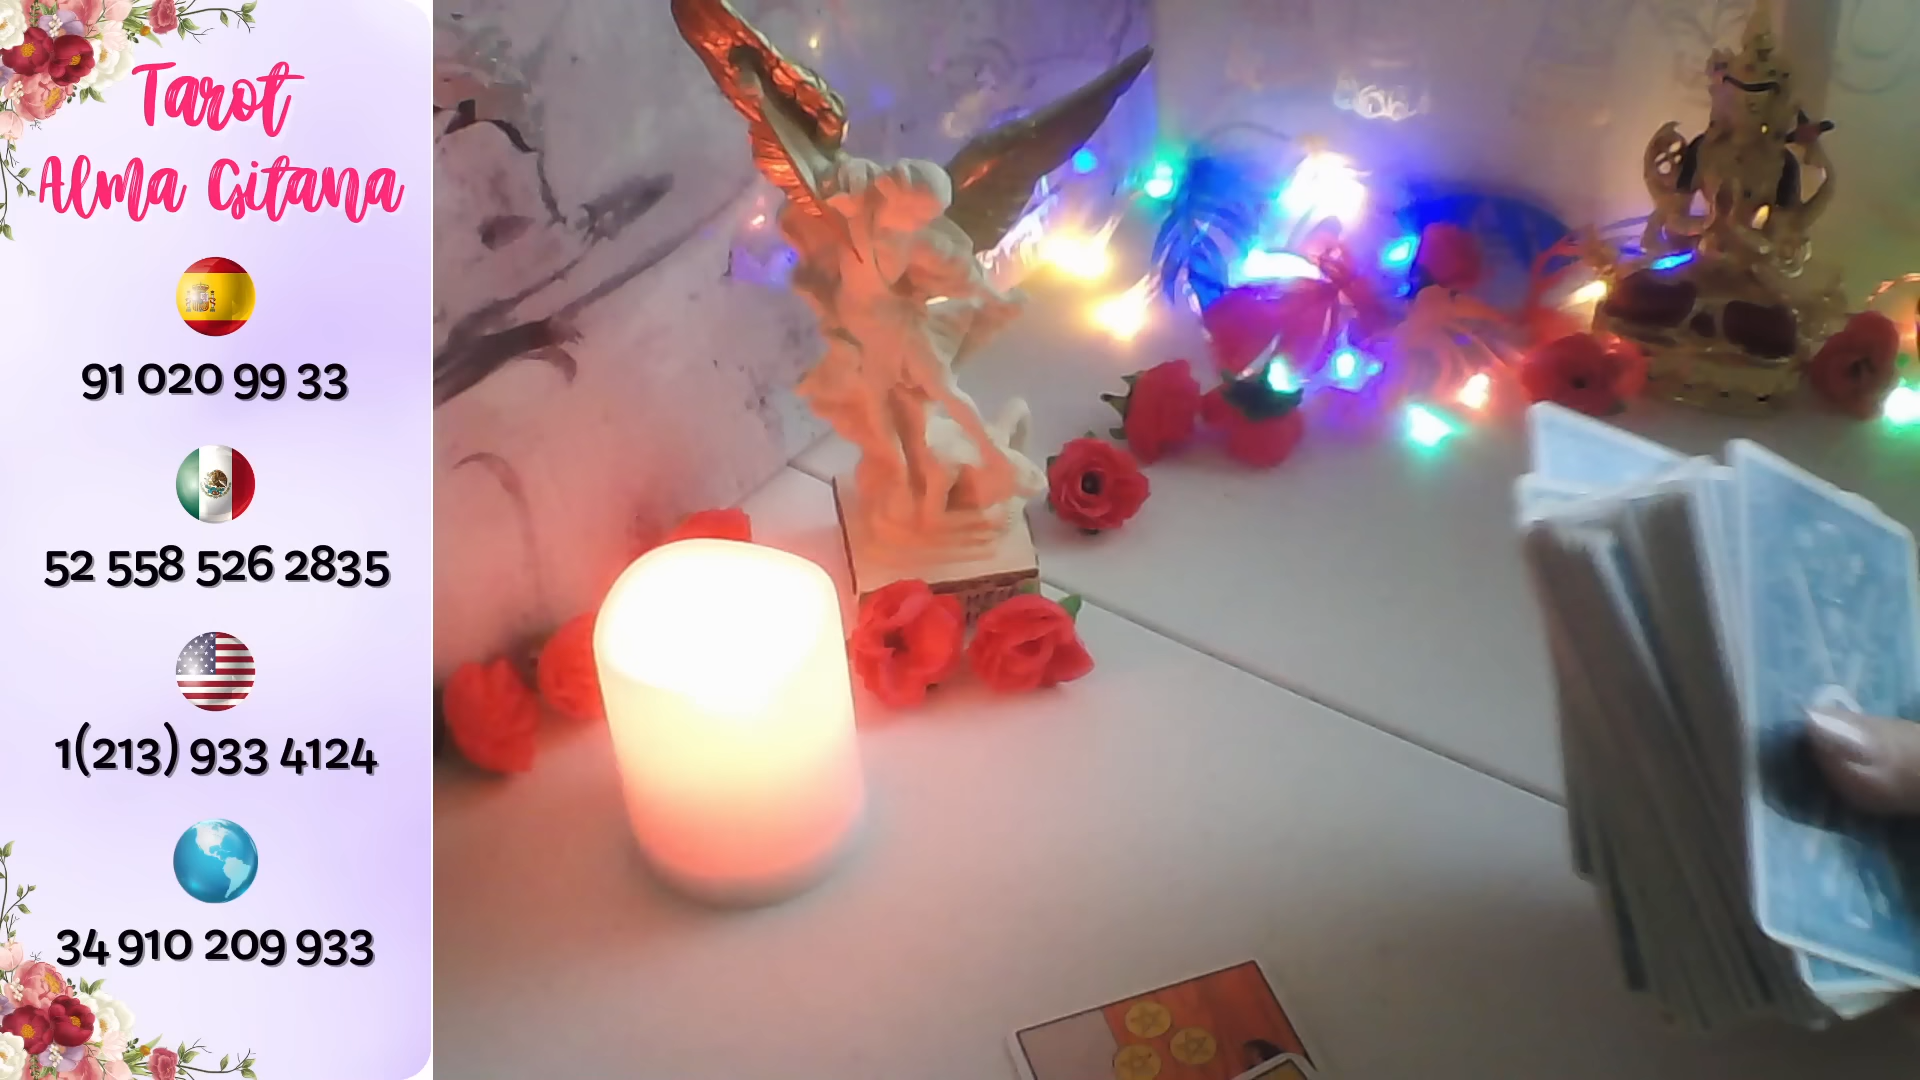 Tarot
Alma Gitana
91 020 99 33
52 558 526 2835
1(213) 933 4124
34 910 209 933